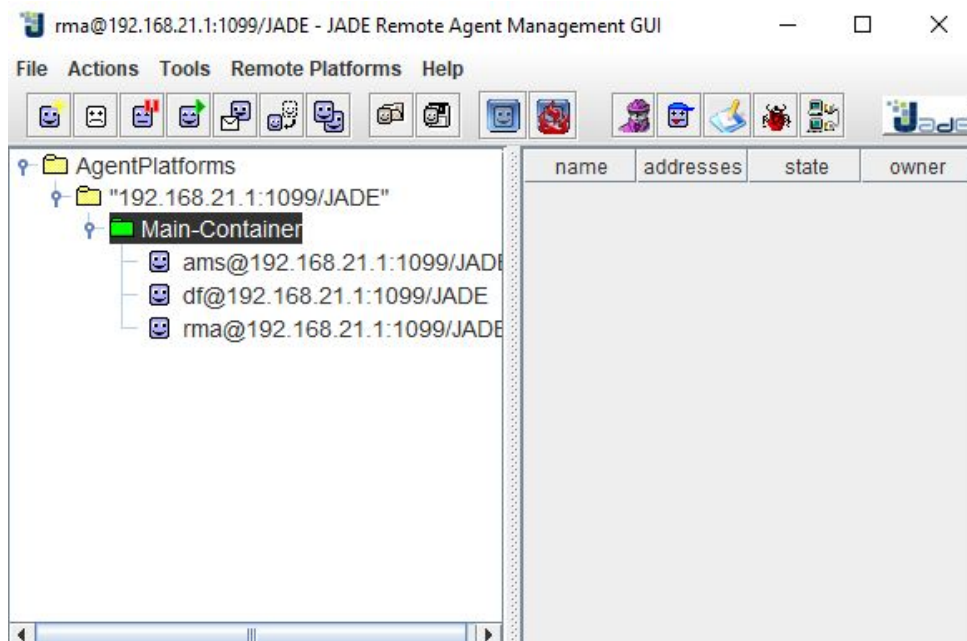 rma@192.168.21.1:1099/JADE - JADE Remote Agent Management GUI
File Actions Tools Remote Platforms Help
Jade
AgentPlatforms
"192.168.21.1:1099/JADE"
Main-Container
ams@192.168.21.1:1099/JADE
df@192.168.21.1:1099/JADE
rma@192.168.21.1:1099/JADE
name addresses state owner